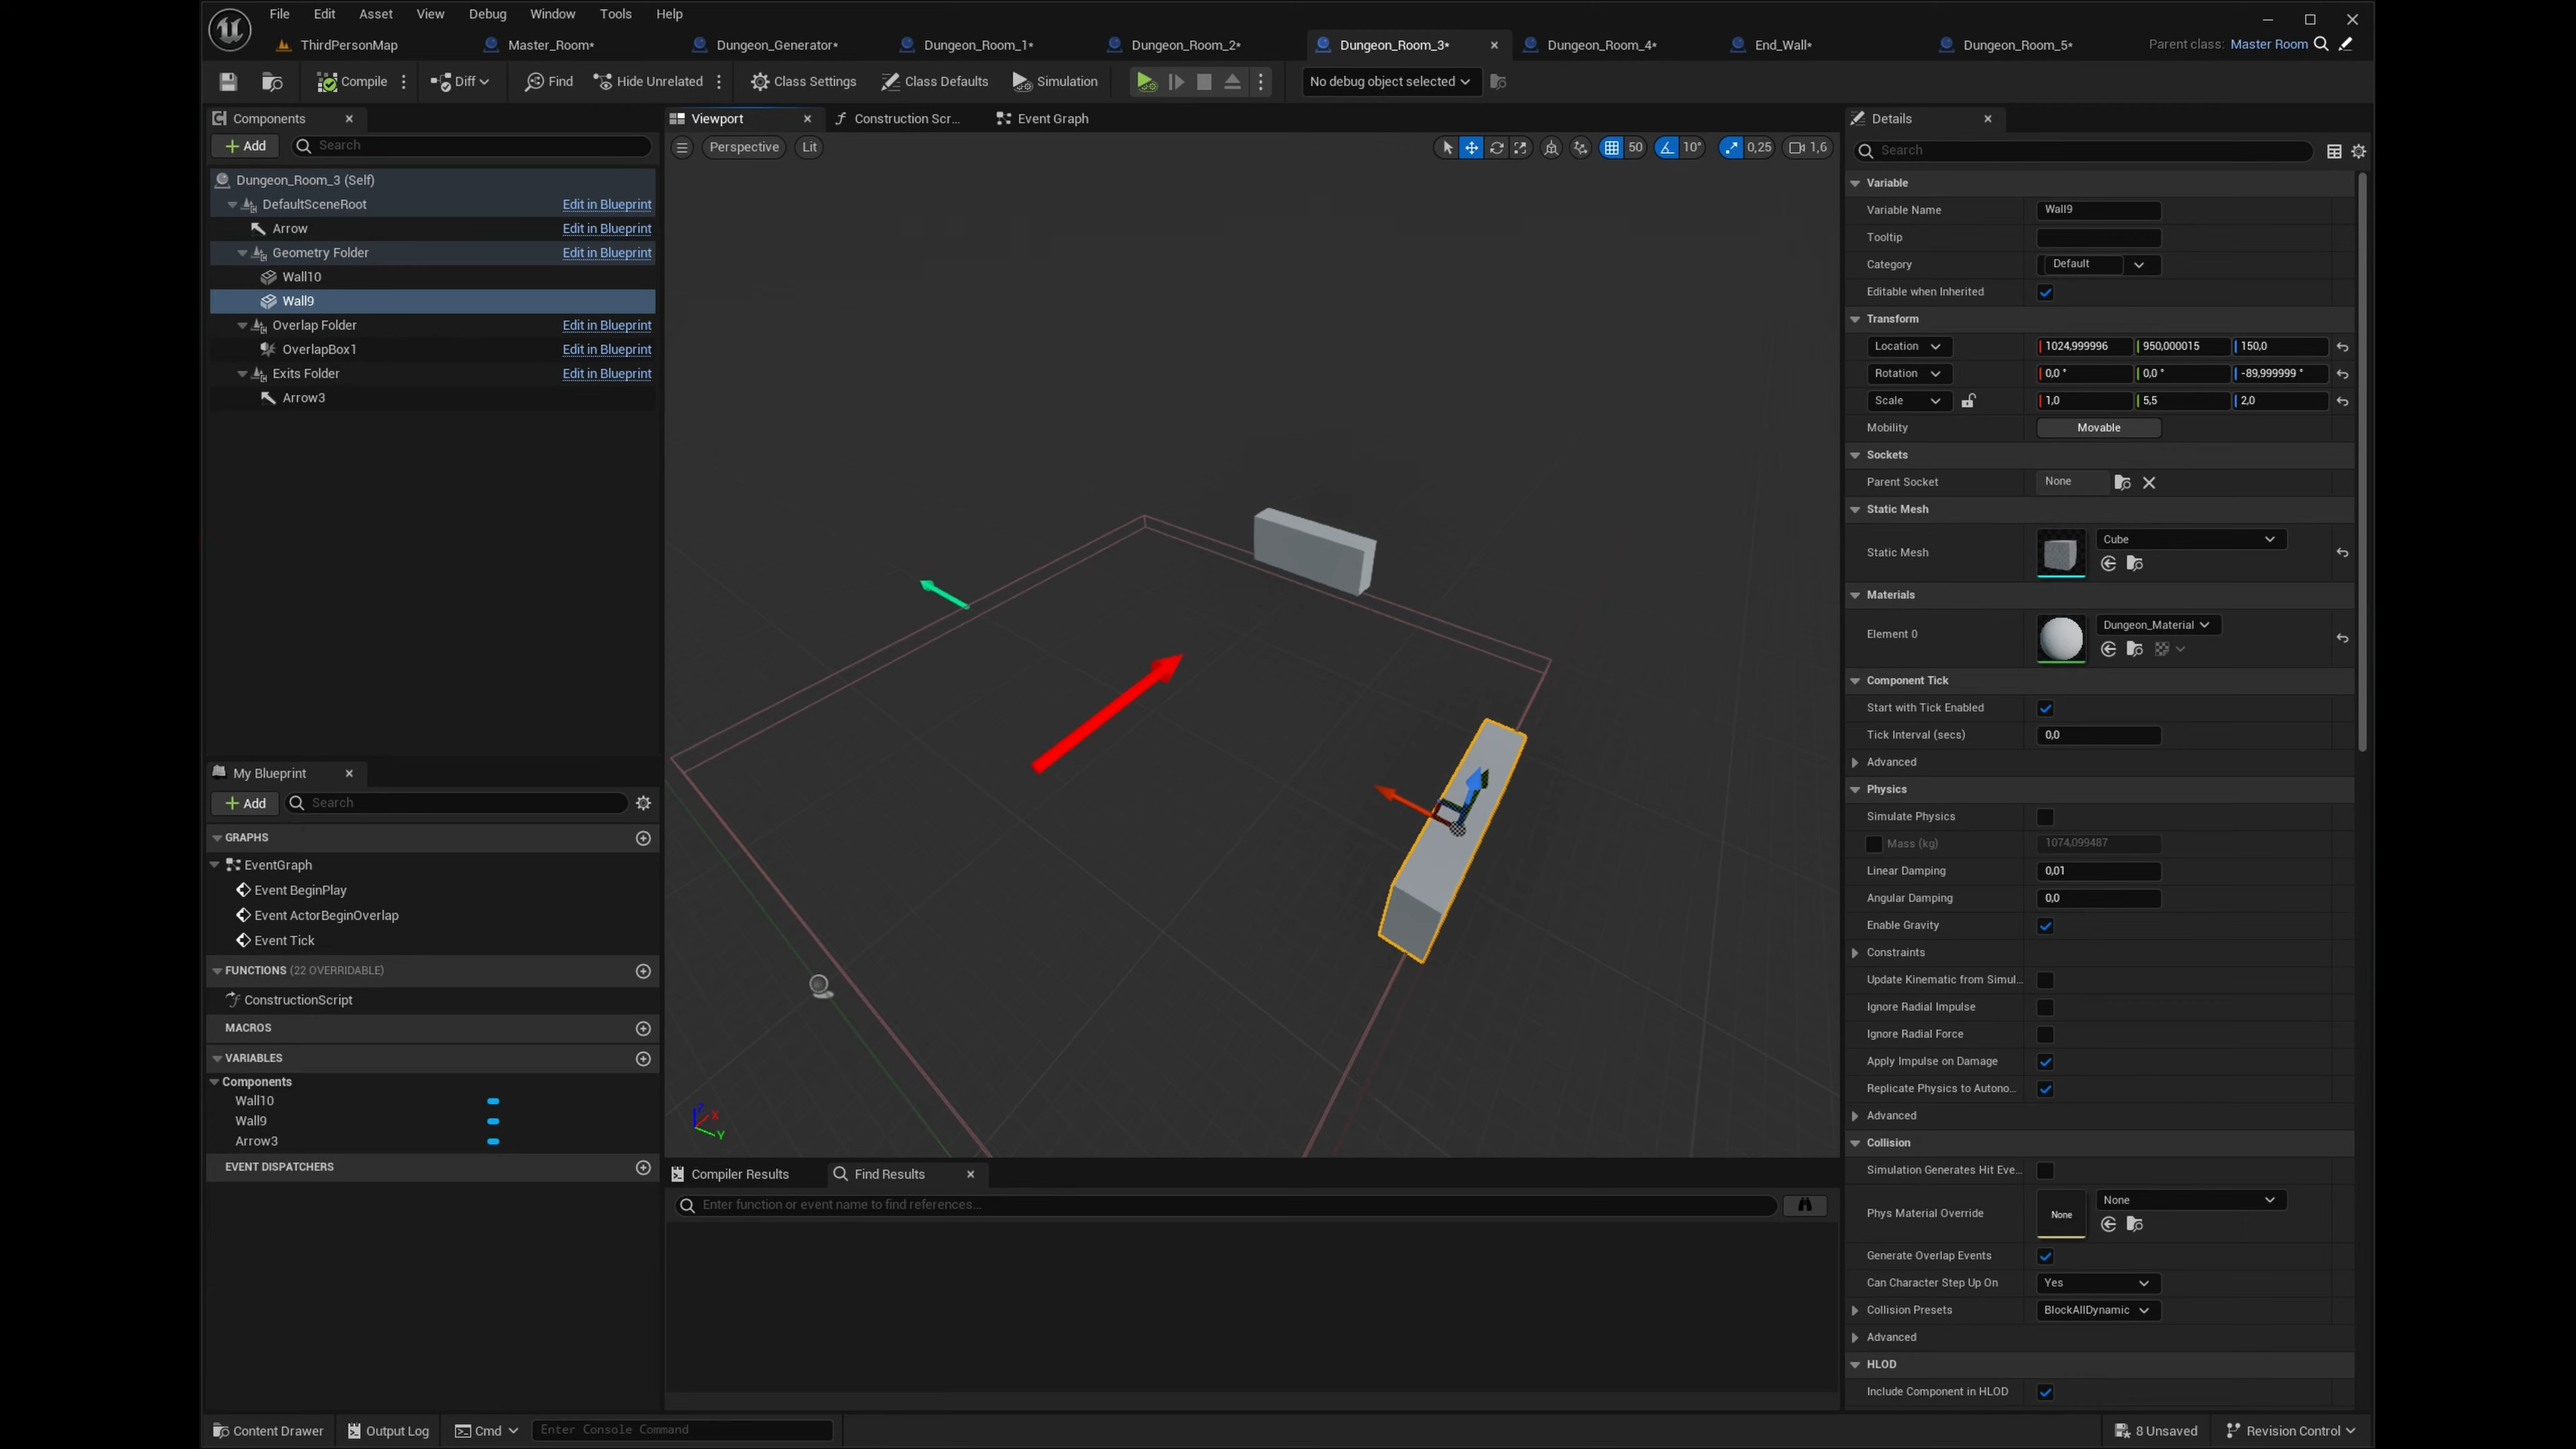 File Edit Asset View Debug Window Tools Help
ThirdPersonMap Master_Room* Dungeon_Generator* Dungeon_Room_1* Dungeon_Room_2* Dungeon_Room_3* Dungeon_Room_4* End_Wall* Dungeon_Room_5* Parent class: Master Room
Compile Diff Find Hide Unrelated Class Settings Class Defaults Simulation No debug object selected
Components
Add Search
Dungeon_Room_3 (Self)
DefaultSceneRoot Edit in Blueprint
Arrow Edit in Blueprint
Geometry Folder Edit in Blueprint
Wall10
Wall9
Overlap Folder Edit in Blueprint
OverlapBox1 Edit in Blueprint
Exits Folder Edit in Blueprint
Arrow3
My Blueprint
Add Search
GRAPHS
EventGraph
Event BeginPlay
Event ActorBeginOverlap
Event Tick
FUNCTIONS (22 OVERRIDABLE)
ConstructionScript
MACROS
VARIABLES
Components
Wall10
Wall9
Arrow3
EVENT DISPATCHERS
Viewport Construction Scr... Event Graph
Perspective Lit 50 10° 0,25 1,6
Z X
Y
Compiler Results Find Results
Enter function or event name to find references...
Details
Search
Variable
Variable Name Wall9
Tooltip
Category Default
Editable when Inherited
Transform
Location 1024,999996 950,000015 150,0
Rotation 0,0 ° 0,0 ° -89,999999 °
Scale 1,0 5,5 2,0
Mobility Movable
Sockets
Parent Socket None
Static Mesh
Static Mesh Cube
Materials
Element 0 Dungeon_Material
Component Tick
Start with Tick Enabled
Tick Interval (secs) 0,0
Advanced
Physics
Simulate Physics
Mass (kg) 1074,099487
Linear Damping 0,01
Angular Damping 0,0
Enable Gravity
Constraints
Update Kinematic from Simul...
Ignore Radial Impulse
Ignore Radial Force
Apply Impulse on Damage
Replicate Physics to Autono...
Advanced
Collision
Simulation Generates Hit Eve...
Phys Material Override None None
Generate Overlap Events
Can Character Step Up On Yes
Collision Presets BlockAllDynamic
Advanced
HLOD
Include Component in HLOD
Content Drawer Output Log Cmd Enter Console Command 8 Unsaved Revision Control